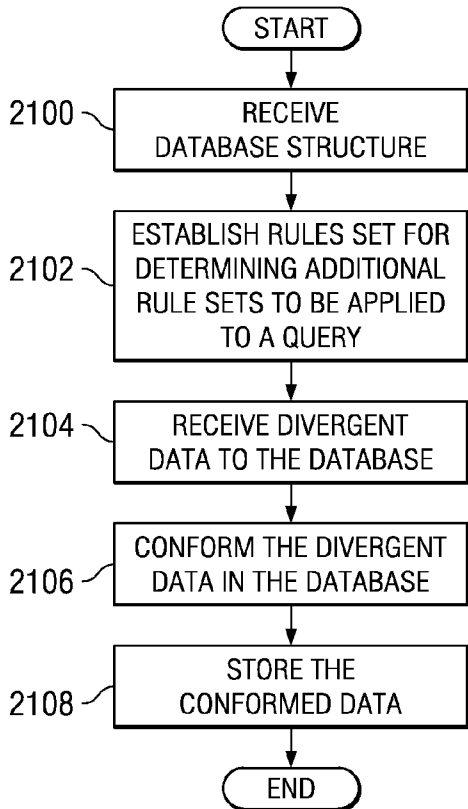 START
2100
RECEIVE
DATABASE STRUCTURE
2102
ESTABLISH RULES SET FOR
DETERMINING ADDITIONAL
RULE SETS TO BE APPLIED
TO A QUERY
2104
RECEIVE DIVERGENT
DATA TO THE DATABASE
2106
CONFORM THE DIVERGENT
DATA IN THE DATABASE
2108
STORE THE
CONFORMED DATA
END